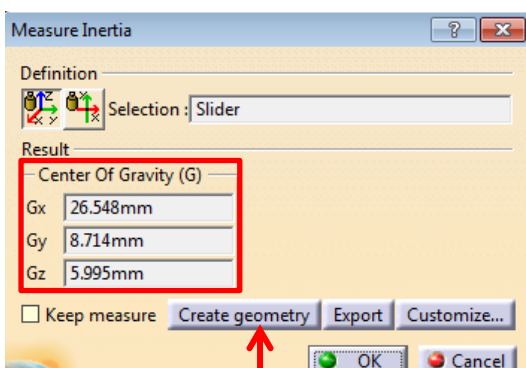 Measure Inertia
Definition
Selection : Slider
Result
Center Of Gravity (G)
Gx 26.548mm
Gy 8.714mm
Gz 5.995mm
Keep measure Create geometry Export Customize...
OK Cancel